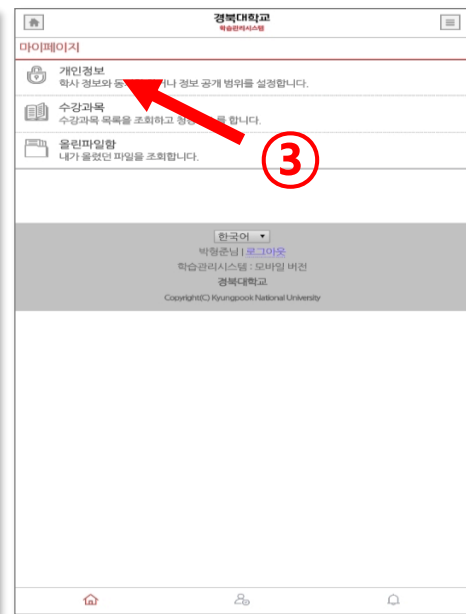 경북대학교
학습관리시스템
마이페이지
개인정보
학사 정보와 나 정보 공개 범위를 설정합니다.
수강과목
수강과목 목록을 조회하고 합니다.
올린파일함
내가 올렸던 파일을 조회합니다.
③
한국어 ▼
박형준님 | 로그아웃
학습관리시스템 : 모바일 버전
경북대학교
Copyright(C) Kyungpook National University